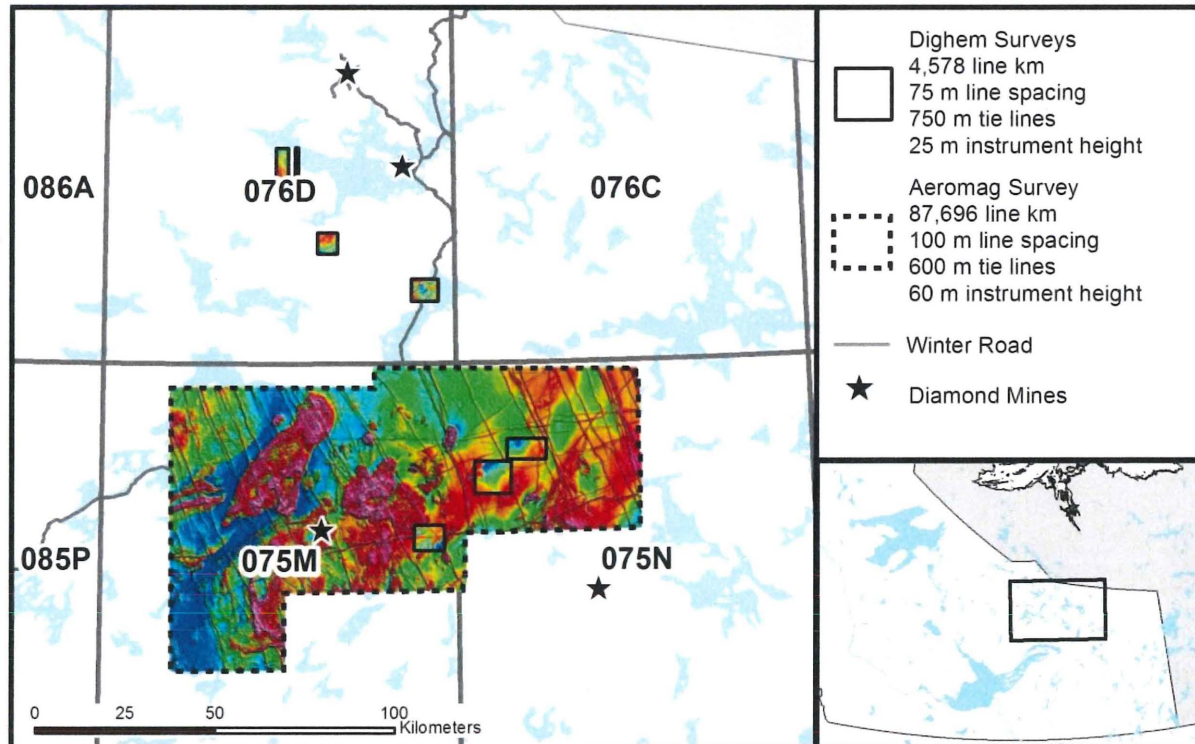 086A
076D
076C
085P
075M
075N
0 25 50 100
Kilometers
Dighem Surveys
4,578 line km
75 m line spacing
750 m tie lines
25 m instrument height
Aeromag Survey
87,696 line km
100 m line spacing
600 m tie lines
60 m instrument height
Winter Road
Diamond Mines